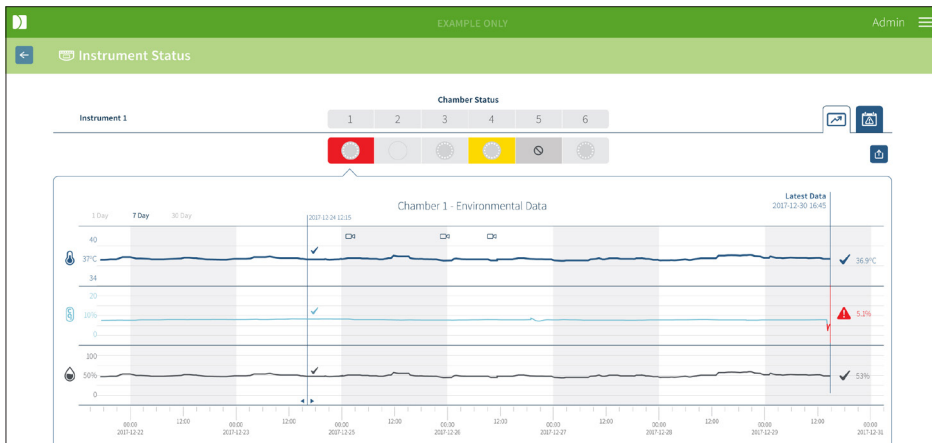 EXAMPLE ONLY
Admin
Instrument Status
Chamber Status
Instrument 1
1 2 3 4 5 6
Latest Data
2017-12-30 16:45
Chamber 1 - Environmental Data
1 Day 7 Day 30 Day
2017-12-24 12:15
40
37°C
36.9°C
34
20
10%
5.1%
0
100
50%
53%
0
00:00 12:00 00:00 12:00 00:00 12:00 00:00 12:00 00:00 12:00 00:00 12:00 00:00 12:00 00:00
2017-12-22 2017-12-23 2017-12-25 2017-12-26 2017-12-27 2017-12-28 2017-12-29 2017-12-31